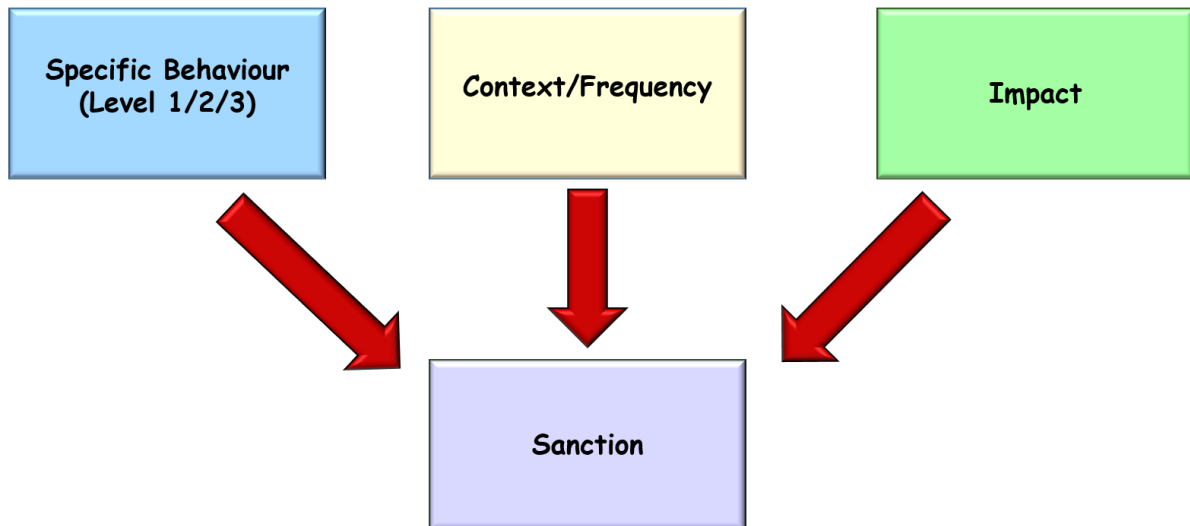 Specific Behaviour
(Level 1/2/3)
Context/Frequency
Impact
Sanction